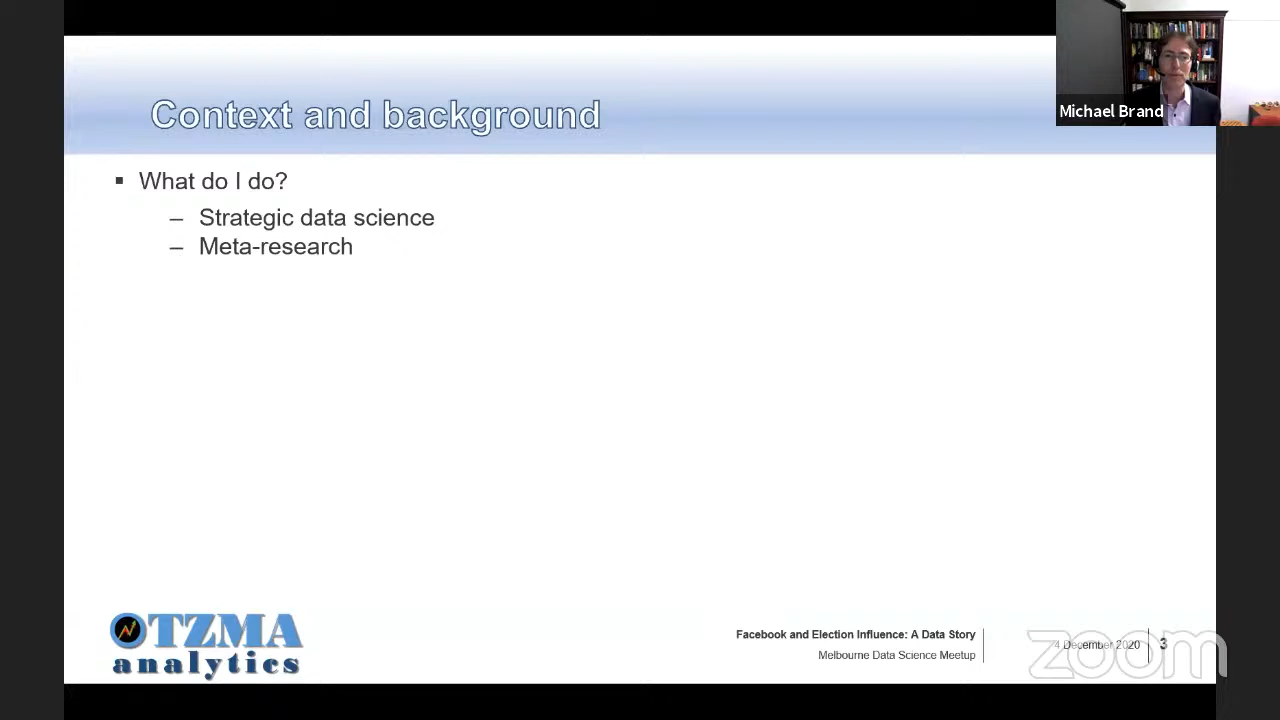 Context and background
Michael Brand
▪ What do I do?
– Strategic data science
– Meta-research
OTZMA
analytics
Facebook and Election Influence: A Data Story
Melbourne Data Science Meetup
4 December 2020
3
zoom